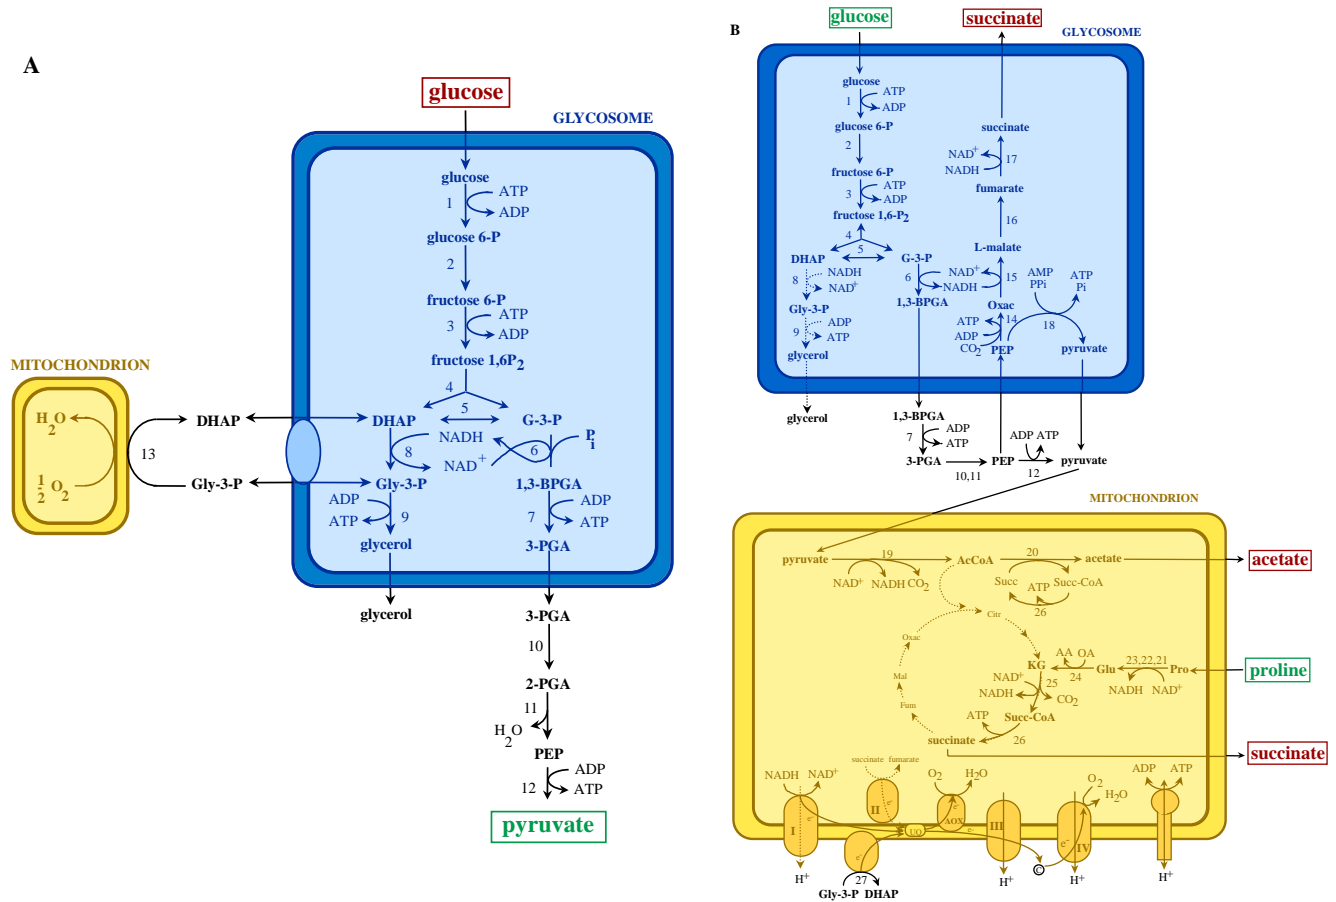 A
glucose
GLYCOSOME
glucose
1
ATP
ADP
glucose 6-P
2
fructose 6-P
3
ATP
ADP
fructose 1,6P2
4
5
MITOCHONDRION
H2O
1/2 O2
13
DHAP
Gly-3-P
DHAP
G-3-P
NADH
NAD+
8
6
Pi
Gly-3-P
1,3-BPGA
ADP
ATP
9
7
ADP
ATP
glycerol
3-PGA
glycerol
3-PGA
10
2-PGA
11
H2O
PEP
12
ADP
ATP
pyruvate
B
glucose
succinate
GLYCOSOME
glucose
1
ATP
ADP
glucose 6-P
2
fructose 6-P
3
ATP
ADP
fructose 1,6-P2
4
5
DHAP
G-3-P
8
NADH
NAD+
6
NAD+
NADH
Gly-3-P
1,3-BPGA
9
ADP
ATP
glycerol
glycerol
succinate
NAD+
NADH
17
fumarate
16
L-malate
15
Oxac
ATP
ADP
CO2
14
PEP
AMP
PPi
ATP
Pi
18
pyruvate
1,3-BPGA
7
ADP
ATP
3-PGA
10,11
PEP
ADP
ATP
12
pyruvate
MITOCHONDRION
pyruvate
19
NAD+
NADH
CO2
AcCoA
20
acetate
acetate
Succ
Succ-CoA
ATP
26
Citr
Oxac
Mal
Fum
KG
AA
OA
24
Glu
23,22,21
Pro
proline
NADH
NAD+
NAD+
NADH
25
CO2
Succ-CoA
ATP
26
succinate
succinate
NADH
NAD+
I
e-
H+
succinate
fumarate
II
e-
UQ
O2
H2O
AOX
e-
e-
III
H+
C
e-
IV
O2
H2O
H+
ADP
ATP
H+
e-
27
Gly-3-P
DHAP